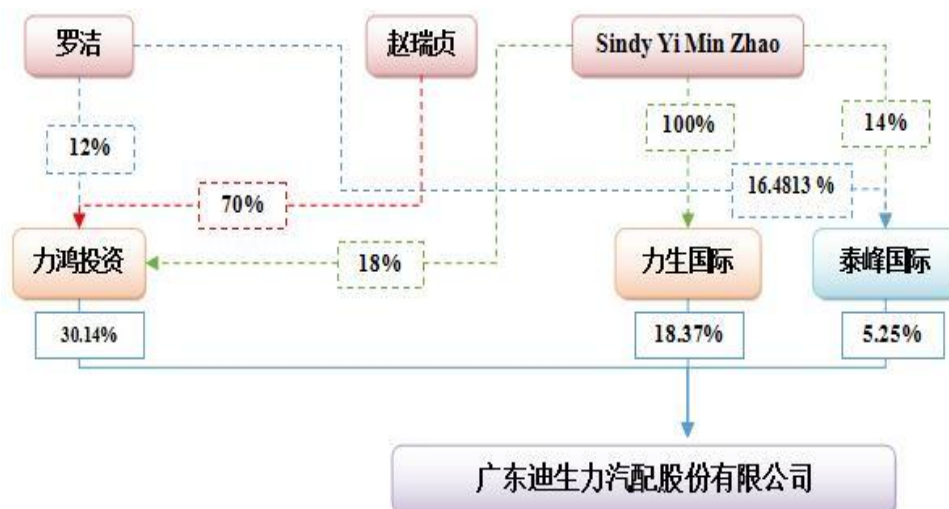 罗洁
赵瑞贞
Sindy Yi Min Zhao
12%
100%
14%
70%
16.4813 %
力鸿投资
18%
力生国际
泰峰国际
30.14%
18.37%
5.25%
广东迪生力汽配股份有限公司